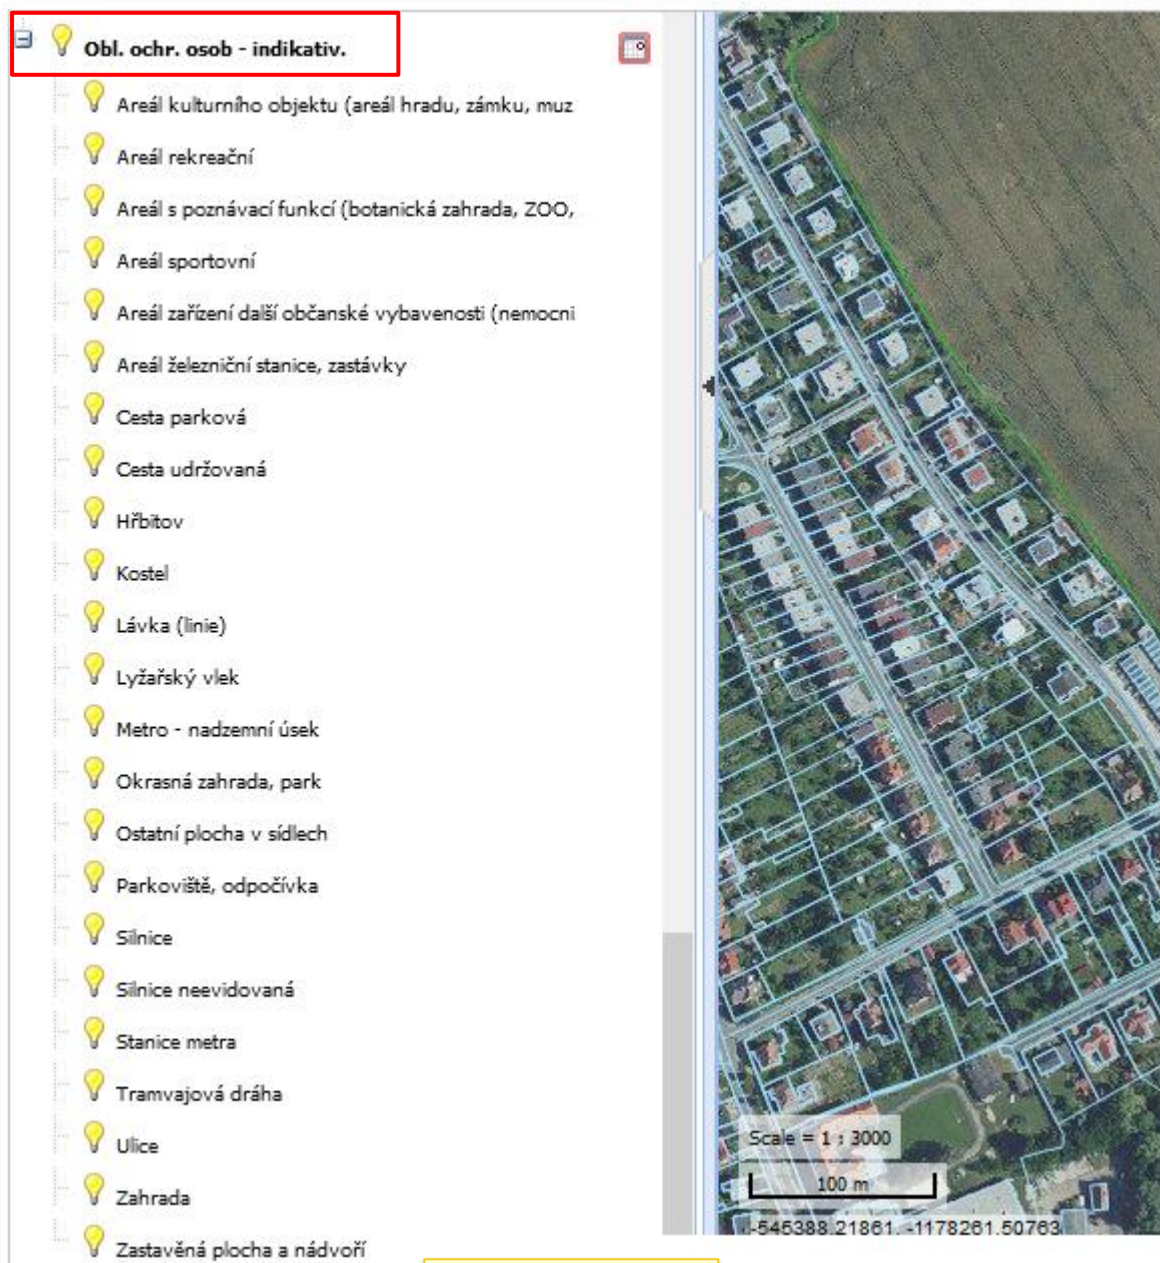 Obl. ochr. osob - indikativ.
Areál kulturního objektu (areál hradu, zámku, muz
Areál rekreační
Areál s poznávací funkcí (botanická zahrada, ZOO,
Areál sportovní
Areál zařízení další občanské vybavenosti (nemocni
Areál železniční stanice, zastávky
Cesta parková
Cesta udržovaná
Hřbitov
Kostel
Lávka (linie)
Lyžařský vlek
Metro - nadzemní úsek
Okrasná zahrada, park
Ostatní plocha v sídlech
Parkoviště, odpočívka
Silnice
Silnice neevidovaná
Stanice metra
Tramvajová dráha
Ulice
Zahrada
Zastavěná plocha a nádvoří
Scale = 1 : 3000
100 m
-545388.21861, -1178261.50763